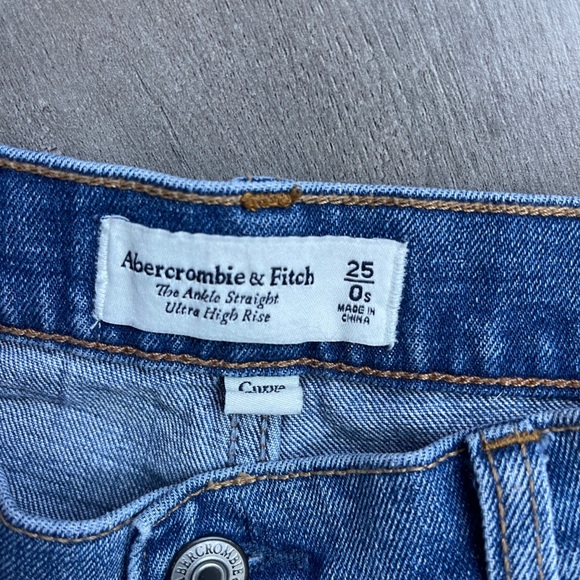 Abercrombie & Fitch
The Ankle Straight
Ultra High Rise
25
0s
MADE IN
CHINA
Curve
ABERCROMBIE